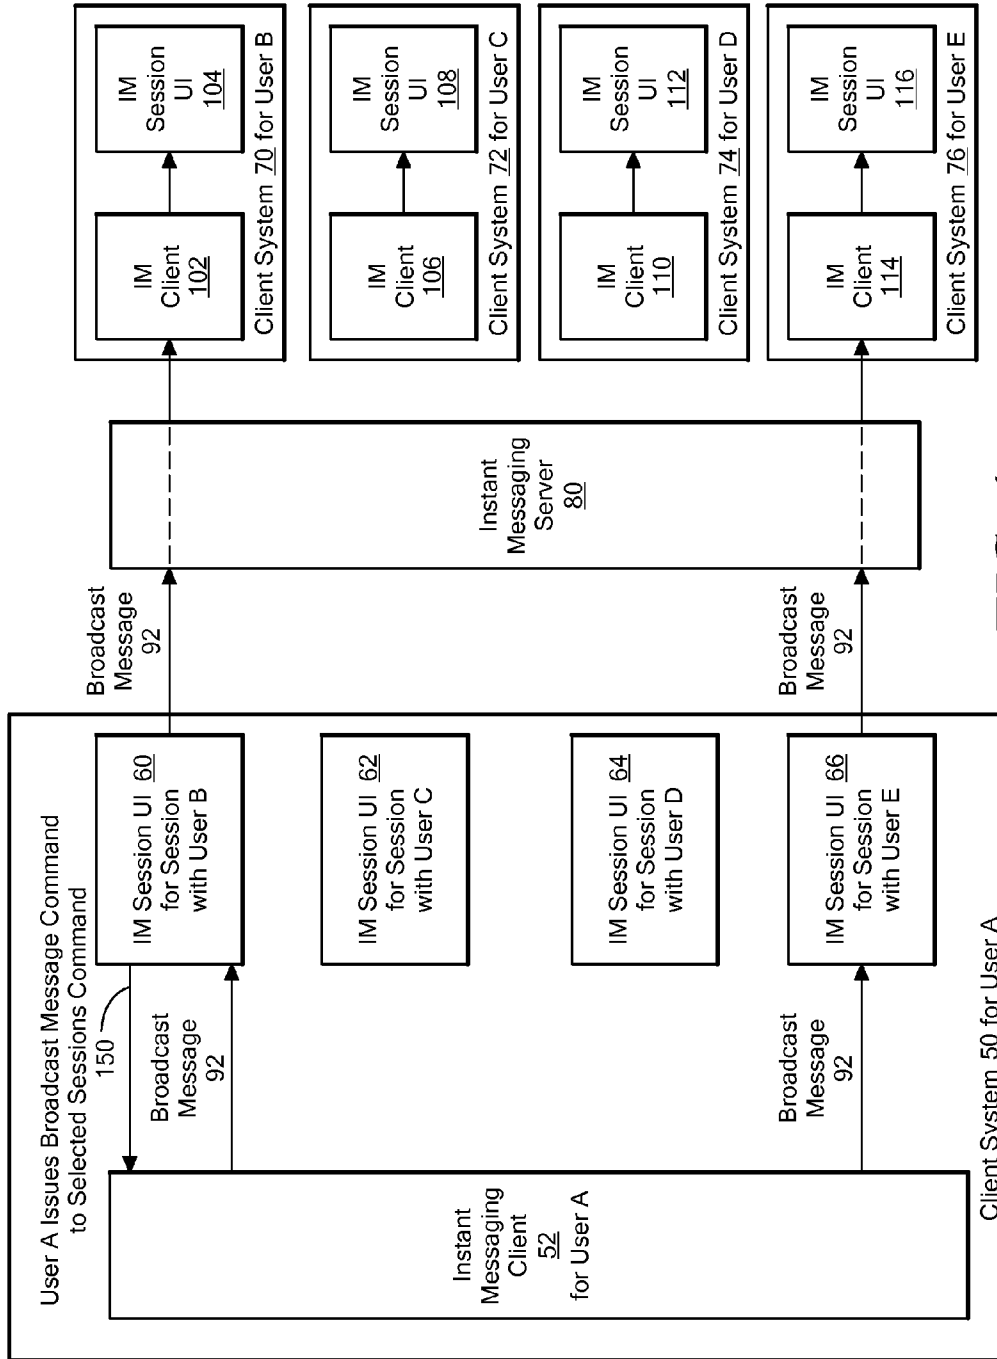 User A Issues Broadcast Message Command
to Selected Sessions Command
150
Instant
Messaging
Client
52
for User A
Broadcast
Message
92
Broadcast
Message
92
IM Session UI 60
for Session
with User B
IM Session UI 62
for Session
with User C
IM Session UI 64
for Session
with User D
IM Session UI 66
for Session
with User E
Client System 50 for User A
Broadcast
Message
92
Broadcast
Message
92
Instant
Messaging
Server
80
IM
Client
102
IM
Session
UI
104
Client System 70 for User B
IM
Client
106
IM
Session
UI
108
Client System 72 for User C
IM
Client
110
IM
Session
UI
112
Client System 74 for User D
IM
Client
114
IM
Session
UI
116
Client System 76 for User E